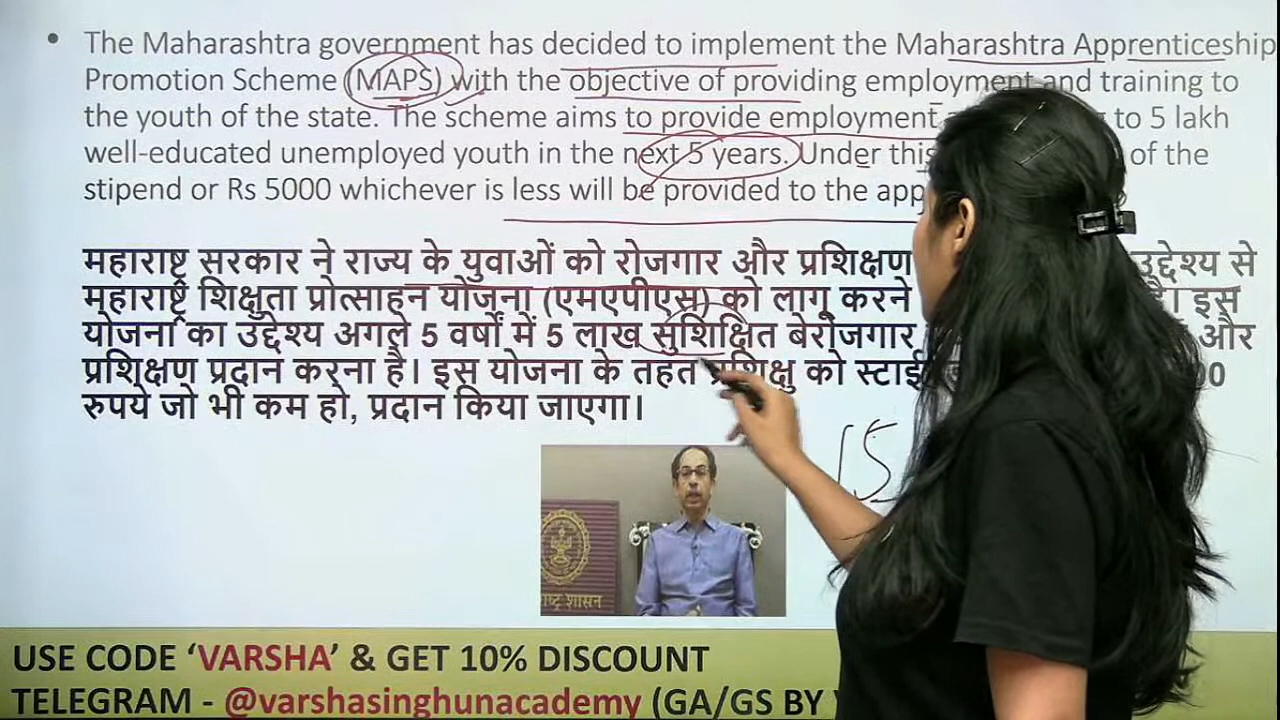 • The Maharashtra government has decided to implement the Maharashtra Apprenticeship
Promotion Scheme (MAPS) with the objective of providing employment and training to
the youth of the state. The scheme aims to provide employment to 5 lakh
well-educated unemployed youth in the next 5 years. Under this of the
stipend or Rs 5000 whichever is less will be provided to the
महाराष्ट्र सरकार ने राज्य के युवाओं को रोजगार और प्रशिक्षण उद्देश्य से
महाराष्ट्र शिक्षुता प्रोत्साहन योजना (एमएपीएस) को लागू करने है। इस
योजना का उद्देश्य अगले 5 वर्षों में 5 लाख सुशिक्षित बेरोजगार और
प्रशिक्षण प्रदान करना है। इस योजना के तहत प्रशिक्षु को
रुपये जो भी कम हो, प्रदान किया जाएगा।
15
शासन
USE CODE ‘VARSHA’ & GET 10% DISCOUNT
TELEGRAM - @varshasinghunacademy (GA/GS BY